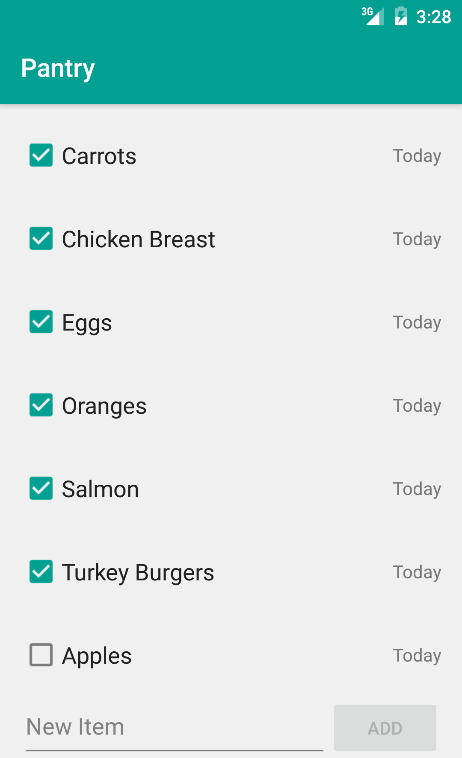 3G 3:28
Pantry
Carrots Today
Chicken Breast Today
Eggs Today
Oranges Today
Salmon Today
Turkey Burgers Today
Apples Today
New Item ADD